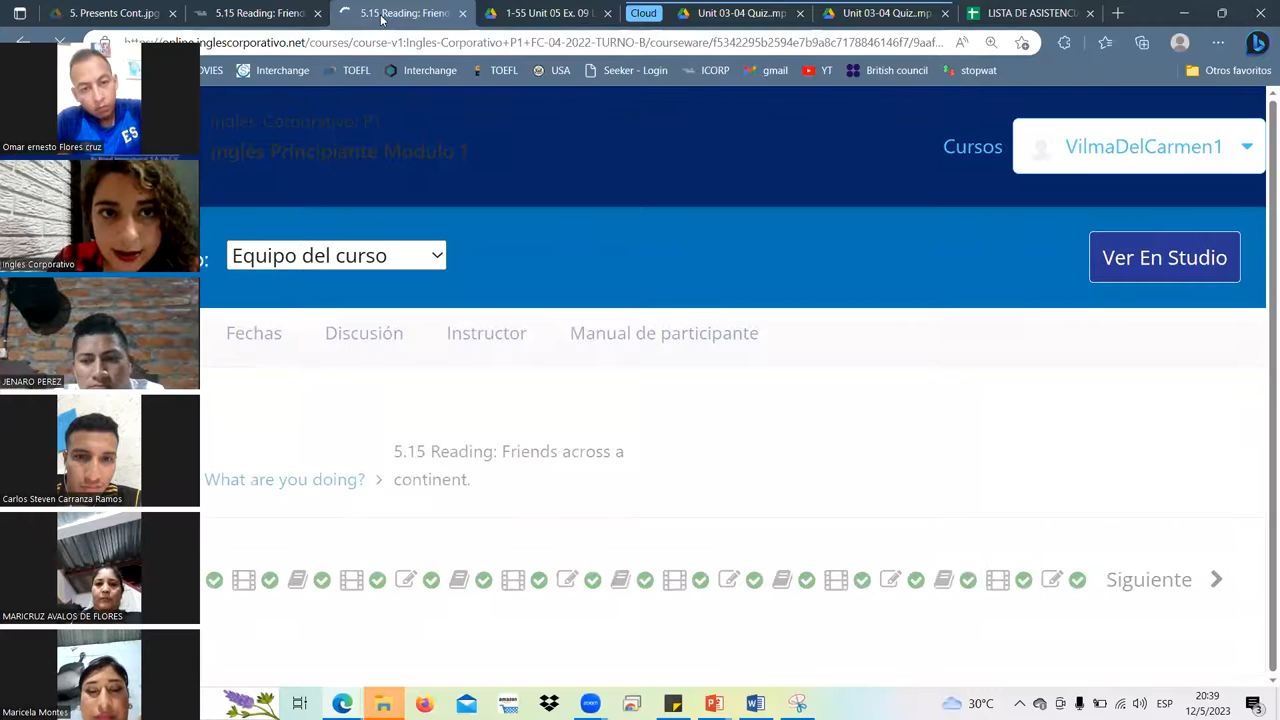 5.5 Sounds Cont.jpg
5.15 Reading: Frien
1-55 Unit 05 Ex.
Cloud
Unit 03-04 Quiz.mp
Unit 03-04 Quiz.mp
LISTA DE ASISTENC
https://online.inglescorporativo.net/courses/course-v1:Ingles-Corporativo+P1+FC-04-2022-TURNO-B/courseware/f5342295b2594e7b9a8c7178846146f7/9aaf...
Interchange
TOEFL
Interchange
TOEFL
USA
Seeker - Login
ICORP
gmail
YT
British council
stopwat
Otros favoritos
Ingles Corporativo: P1
Inglés Principiante Modulo 1
Cursos
VilmaDelCarmen1
Equipo del curso
Ver En Studio
Fechas
Discusión
Instructor
Manual de participante
What are you doing? > 5.15 Reading: Friends across a
continent.
Siguiente
Omar ernesto Flores cruz
ES
Ingles Corporativo
JENARO PEREZ
Carlos Steven Carranza Ramos
MARICRUZ AVALOS DE FLORES
Maricela Montes
30°C
ESP
20:39
12/5/2023
3